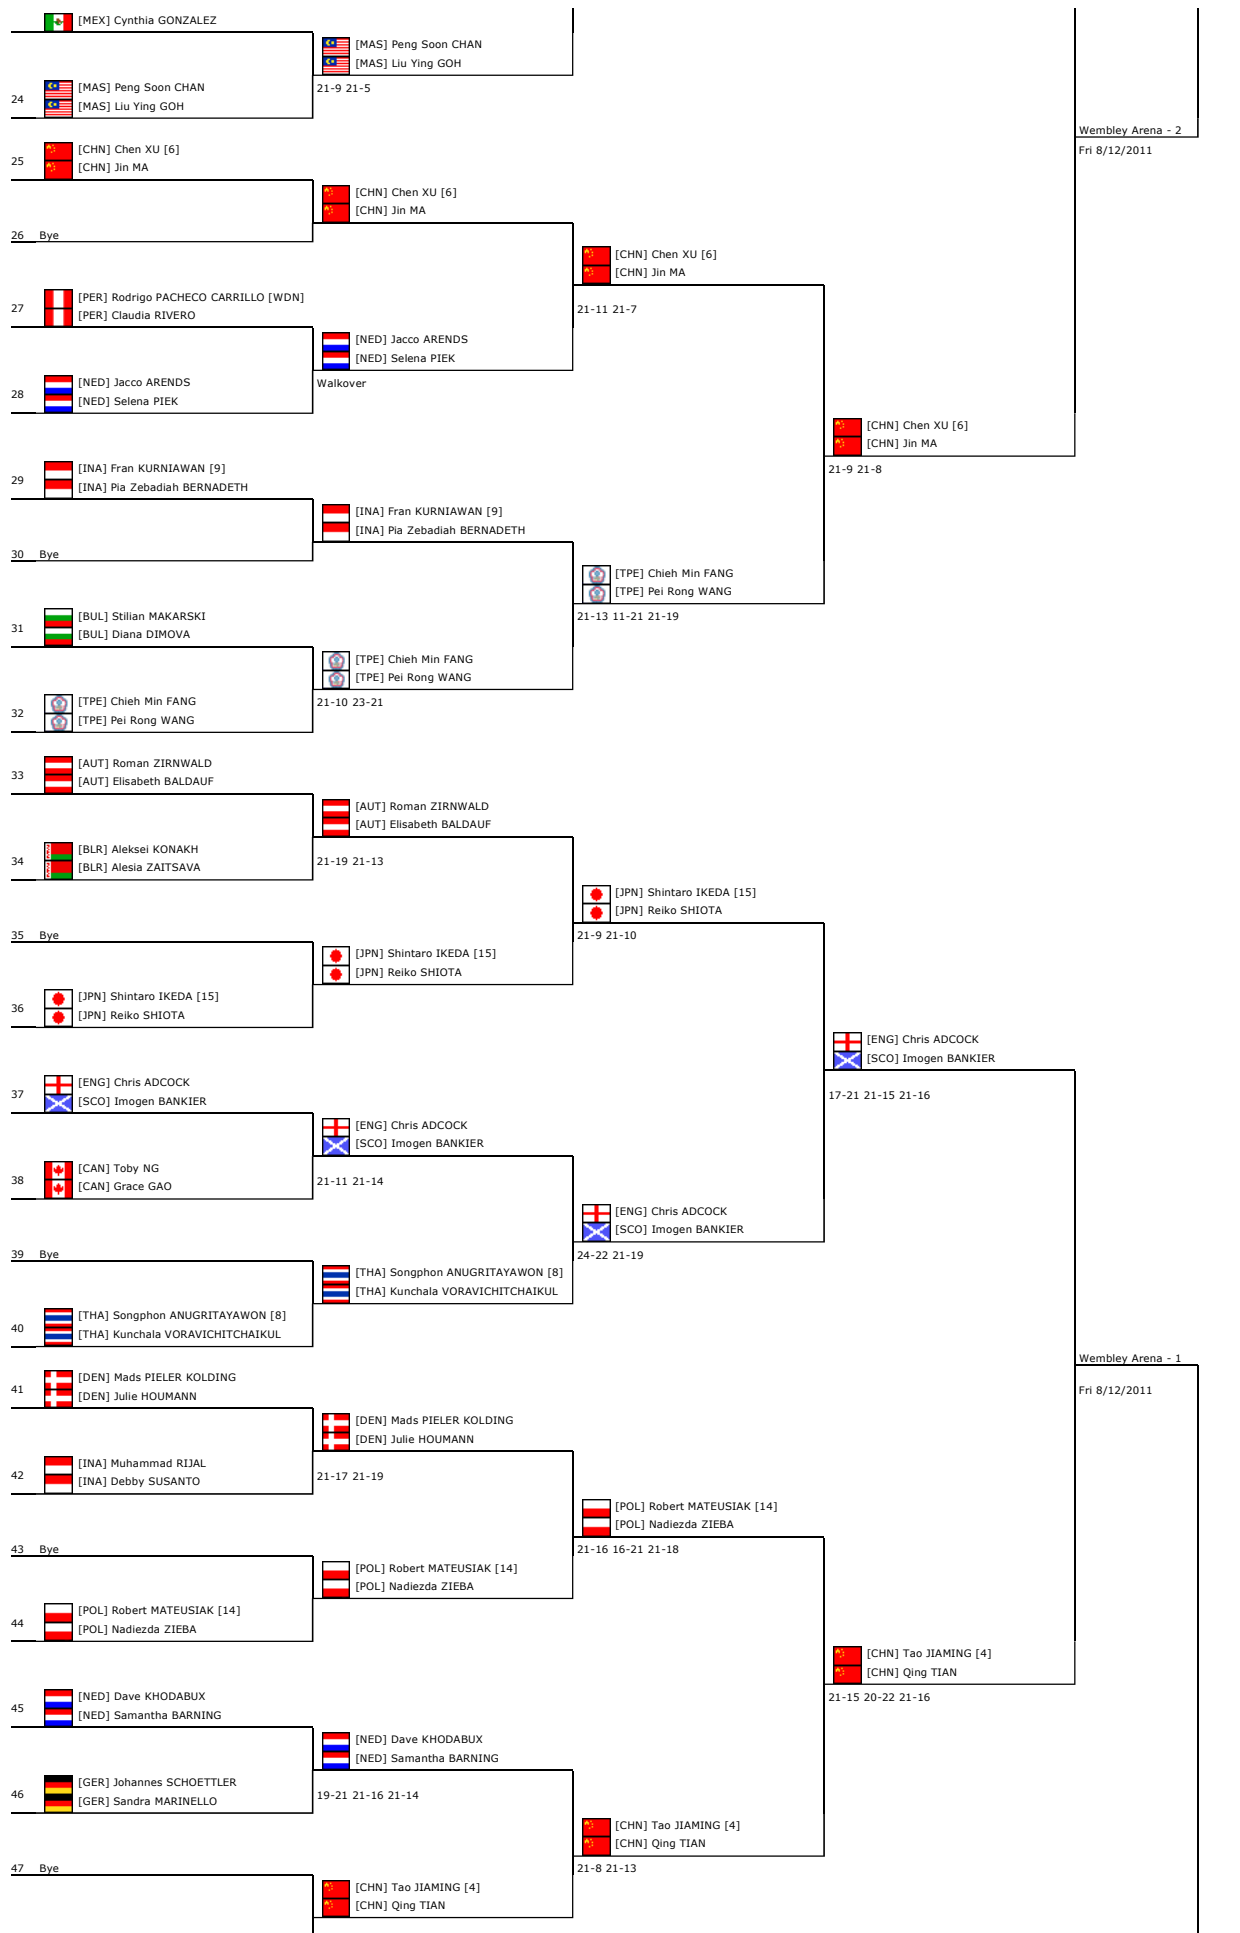 [MEX] Cynthia GONZALEZ
[MAS] Peng Soon CHAN
[MAS] Liu Ying GOH
24
[MAS] Peng Soon CHAN
[MAS] Liu Ying GOH
21-9 21-5
Wembley Arena - 2
Fri 8/12/2011
25
[CHN] Chen XU [6]
[CHN] Jin MA
[CHN] Chen XU [6]
[CHN] Jin MA
26 Bye
[CHN] Chen XU [6]
[CHN] Jin MA
21-11 21-7
27
[PER] Rodrigo PACHECO CARRILLO [WDN]
[PER] Claudia RIVERO
[NED] Jacco ARENDS
[NED] Selena PIEK
Walkover
28
[NED] Jacco ARENDS
[NED] Selena PIEK
[CHN] Chen XU [6]
[CHN] Jin MA
21-9 21-8
29
[INA] Fran KURNIAWAN [9]
[INA] Pia Zebadiah BERNADETH
[INA] Fran KURNIAWAN [9]
[INA] Pia Zebadiah BERNADETH
30 Bye
[TPE] Chieh Min FANG
[TPE] Pei Rong WANG
21-13 11-21 21-19
31
[BUL] Stilian MAKARSKI
[BUL] Diana DIMOVA
[TPE] Chieh Min FANG
[TPE] Pei Rong WANG
21-10 23-21
32
[TPE] Chieh Min FANG
[TPE] Pei Rong WANG
33
[AUT] Roman ZIRNWALD
[AUT] Elisabeth BALDAUF
[AUT] Roman ZIRNWALD
[AUT] Elisabeth BALDAUF
21-19 21-13
34
[BLR] Aleksei KONAKH
[BLR] Alesia ZAITSAVA
[JPN] Shintaro IKEDA [15]
[JPN] Reiko SHIOTA
21-9 21-10
35 Bye
[JPN] Shintaro IKEDA [15]
[JPN] Reiko SHIOTA
36
[JPN] Shintaro IKEDA [15]
[JPN] Reiko SHIOTA
[ENG] Chris ADCOCK
[SCO] Imogen BANKIER
17-21 21-15 21-16
37
[ENG] Chris ADCOCK
[SCO] Imogen BANKIER
[ENG] Chris ADCOCK
[SCO] Imogen BANKIER
21-11 21-14
38
[CAN] Toby NG
[CAN] Grace GAO
[ENG] Chris ADCOCK
[SCO] Imogen BANKIER
24-22 21-19
39 Bye
[THA] Songphon ANUGRITAYAWON [8]
[THA] Kunchala VORAVICHITCHAIKUL
40
[THA] Songphon ANUGRITAYAWON [8]
[THA] Kunchala VORAVICHITCHAIKUL
Wembley Arena - 1
Fri 8/12/2011
41
[DEN] Mads PIELER KOLDING
[DEN] Julie HOUMANN
[DEN] Mads PIELER KOLDING
[DEN] Julie HOUMANN
21-17 21-19
42
[INA] Muhammad RIJAL
[INA] Debby SUSANTO
[POL] Robert MATEUSIAK [14]
[POL] Nadiezda ZIEBA
21-16 16-21 21-18
43 Bye
[POL] Robert MATEUSIAK [14]
[POL] Nadiezda ZIEBA
44
[POL] Robert MATEUSIAK [14]
[POL] Nadiezda ZIEBA
[CHN] Tao JIAMING [4]
[CHN] Qing TIAN
21-15 20-22 21-16
45
[NED] Dave KHODABUX
[NED] Samantha BARNING
[NED] Dave KHODABUX
[NED] Samantha BARNING
19-21 21-16 21-14
46
[GER] Johannes SCHOETTLER
[GER] Sandra MARINELLO
[CHN] Tao JIAMING [4]
[CHN] Qing TIAN
21-8 21-13
47 Bye
[CHN] Tao JIAMING [4]
[CHN] Qing TIAN